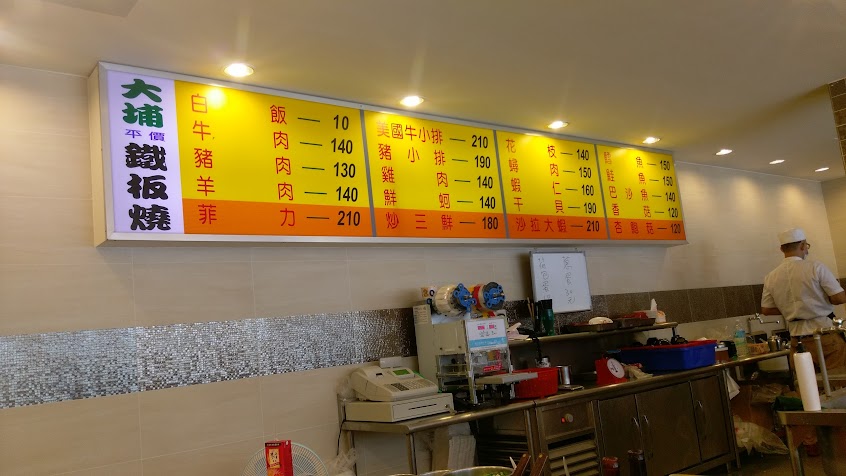 大埔
平價
鐵板燒
白飯 — 10
牛肉 — 140
豬肉 — 130
羊肉 — 140
菲力 — 210
美國牛小排 — 210
豬小排 — 190
雞肉 — 140
鮮蚵 — 140
炒三鮮 — 180
花枝 — 140
蟳肉 — 150
蝦仁 — 160
干貝 — 190
沙拉大蝦 — 210
鱈魚 — 150
鮭魚 — 150
巴沙魚
香菇 — 120
杏鮑菇 — 120